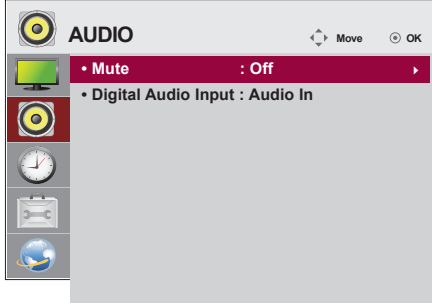 AUDIO
Move
OK
• Mute : Off
• Digital Audio Input : Audio In